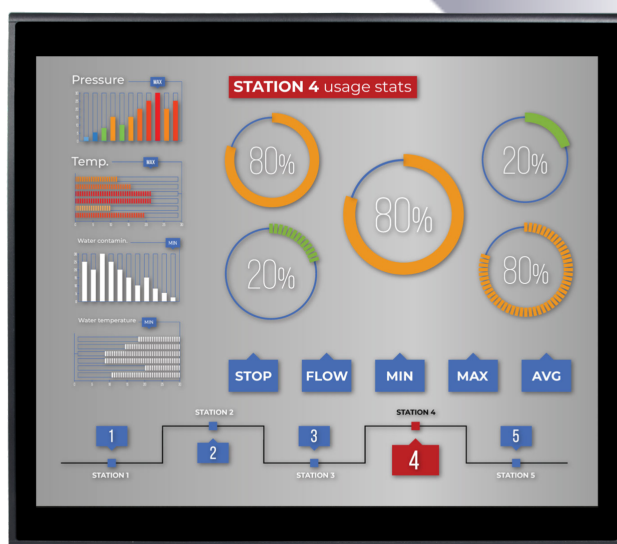 Pressure
MAX
STATION 4 usage stats
80%
20%
80%
Temp.
MAX
Water contamin.
MIN
20%
80%
Water temperature
MIN
STOP
FLOW
MIN
MAX
AVG
STATION 2
STATION 4
1
2
3
4
5
STATION 1
STATION 3
STATION 5